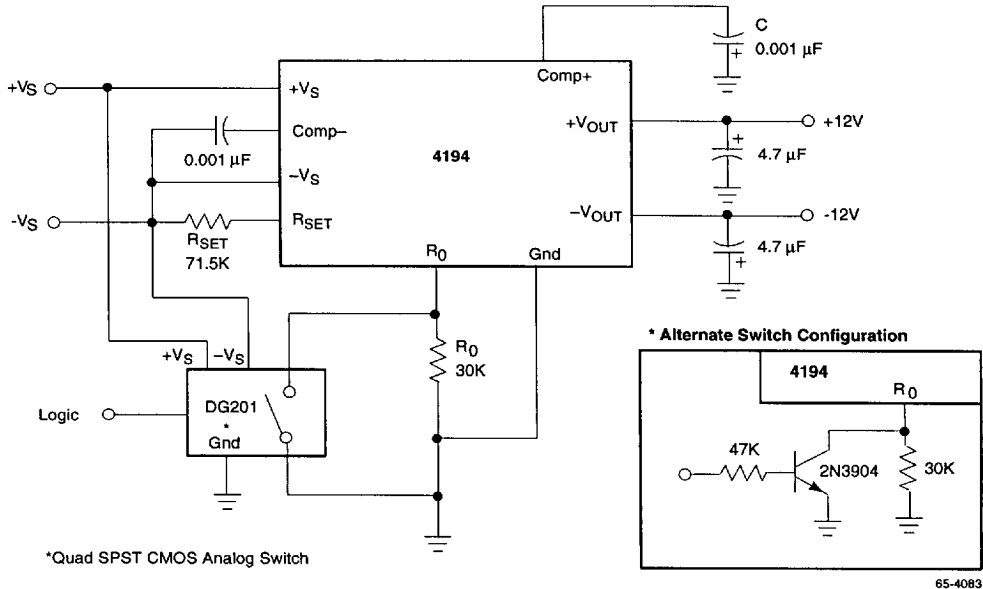 C
0.001 µF
+VS
+VS
Comp+
Comp–
+VOUT
+12V
0.001 µF
4194
+
4.7 µF
–VS
-VS
RSET
–VOUT
-12V
RSET
71.5K
R0
Gnd
+
4.7 µF
+
* Alternate Switch Configuration
+VS
–VS
R0
30K
4194
R0
Logic
DG201
*
Gnd
47K
2N3904
30K
*Quad SPST CMOS Analog Switch
65-4083